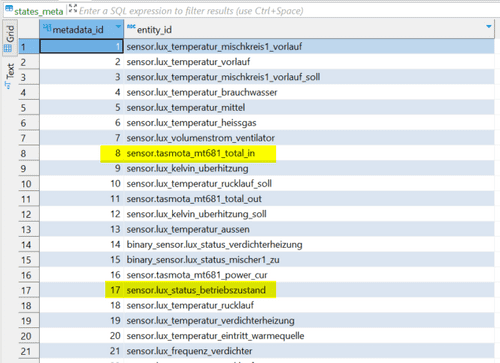 states_meta Enter a SQL expression to filter results (use Ctrl+Space)
Grid
Text
metadata_id entity_id
1 1 sensor.lux_temperatur_mischkreis1_vorlauf
2 2 sensor.lux_temperatur_vorlauf
3 3 sensor.lux_temperatur_mischkreis1_vorlauf_soll
4 4 sensor.lux_temperatur_brauchwasser
5 5 sensor.lux_temperatur_mittel
6 6 sensor.lux_temperatur_heissgas
7 7 sensor.lux_volumenstrom_ventilator
8 8 sensor.tasmota_mt681_total_in
9 9 sensor.lux_kelvin_uberhitzung
10 10 sensor.lux_temperatur_rucklauf_soll
11 11 sensor.tasmota_mt681_total_out
12 12 sensor.lux_kelvin_uberhitzung_soll
13 13 sensor.lux_temperatur_aussen
14 14 binary_sensor.lux_status_verdichterheizung
15 15 binary_sensor.lux_status_mischer1_zu
16 16 sensor.tasmota_mt681_power_cur
17 17 sensor.lux_status_betriebszustand
18 18 sensor.lux_temperatur_rucklauf
19 19 sensor.lux_temperatur_verdichterheizung
20 20 sensor.lux_temperatur_eintritt_warmequelle
21 21 sensor.lux_frequenz_verdichter